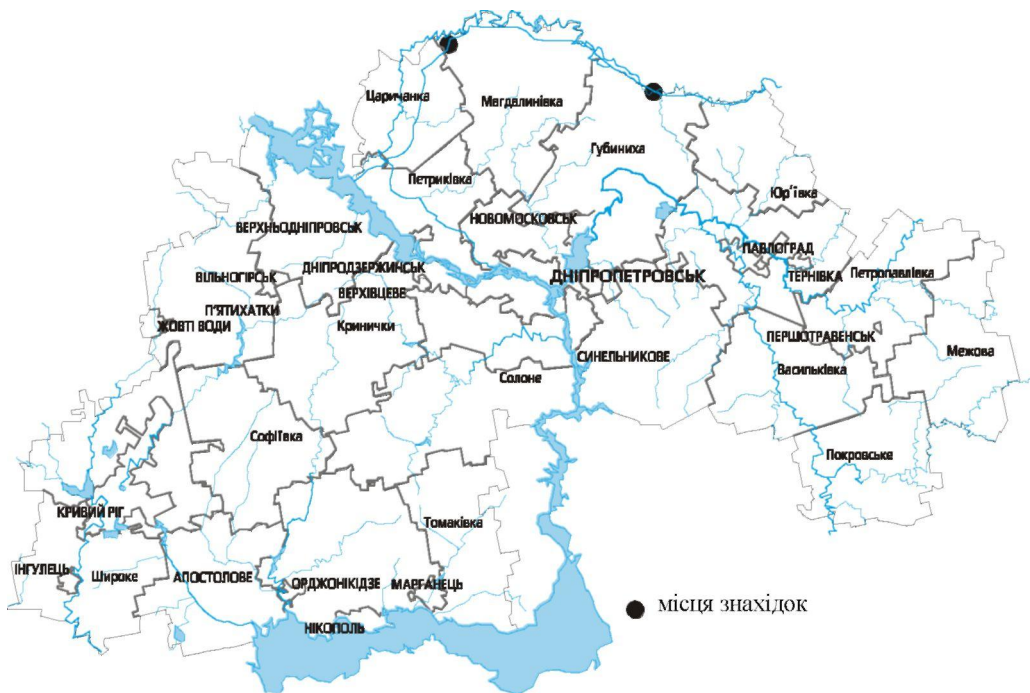 Царичанка
Магдалинівка
Губиниха
Петриківка
Юр'ївка
НОВОМОСКОВСЬК
ВЕРХНЬОДНІПРОВСЬК
ПАВЛОГРАД
ДНІПРОДЗЕРЖИНСЬК
ДНІПРОПЕТРОВСЬК
ТЕРНІВКА
Петропавлівка
ВІЛЬНОГІРСЬК
ВЕРХІВЦЕВЕ
П'ЯТИХАТКИ
ЖОВТІ ВОДИ
Кринички
ПЕРШОТРАВЕНСЬК
Межова
СИНЕЛЬНИКОВЕ
Солоне
Васильківка
Софіївка
Покровське
КРИВИЙ РІГ
Томаківка
ІНГУЛЕЦЬ
Широке
АПОСТОЛОВЕ
ОРДЖОНІКІДЗЕ
МАРГАНЕЦЬ
місця знахідок
НІКОПОЛЬ